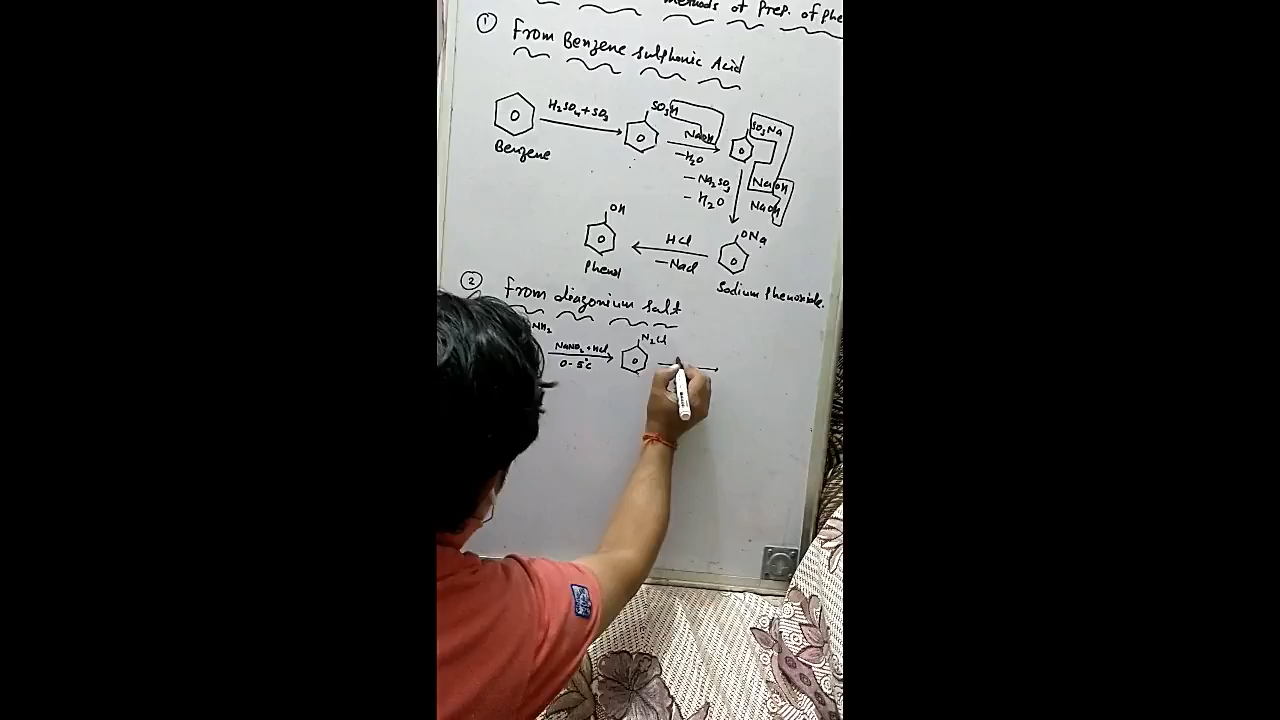 methods of Prep. of Phe
① From Benzene sulphonic Acid
H₂SO₄+SO₃
SO₃H
NaOH
-H₂O
SO₃Na
Benzene
-Na₂SO₃
-H₂O
NaOH
NaOH
OH
HCl
-NaCl
ONa
Phenol
Sodium Phenoxide.
② From diazonium salt
NH₂
NaNO₂+HCl
0-5°C
N₂Cl